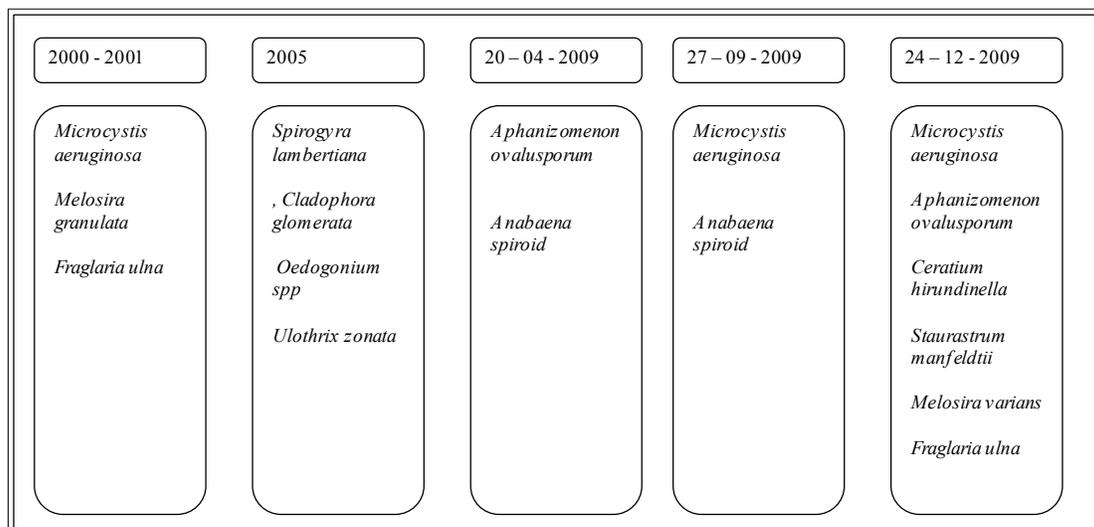 2000 - 2001
Microcystis
aeruginosa
Melosira
granulata
Fraglaria ulna
2005
Spirogyra
lambertiana
, Cladophora
glomerata
Oedogonium
spp
Ulothrix zonata
20 – 04 - 2009
Aphanizomenon
ovalusporum
Anabaena
spiroid
27 – 09 - 2009
Microcystis
aeruginosa
Anabaena
spiroid
24 – 12 - 2009
Microcystis
aeruginosa
Aphanizomenon
ovalusporum
Ceratium
hirundinella
Staurastrum
manfeldtii
Melosira varians
Fraglaria ulna